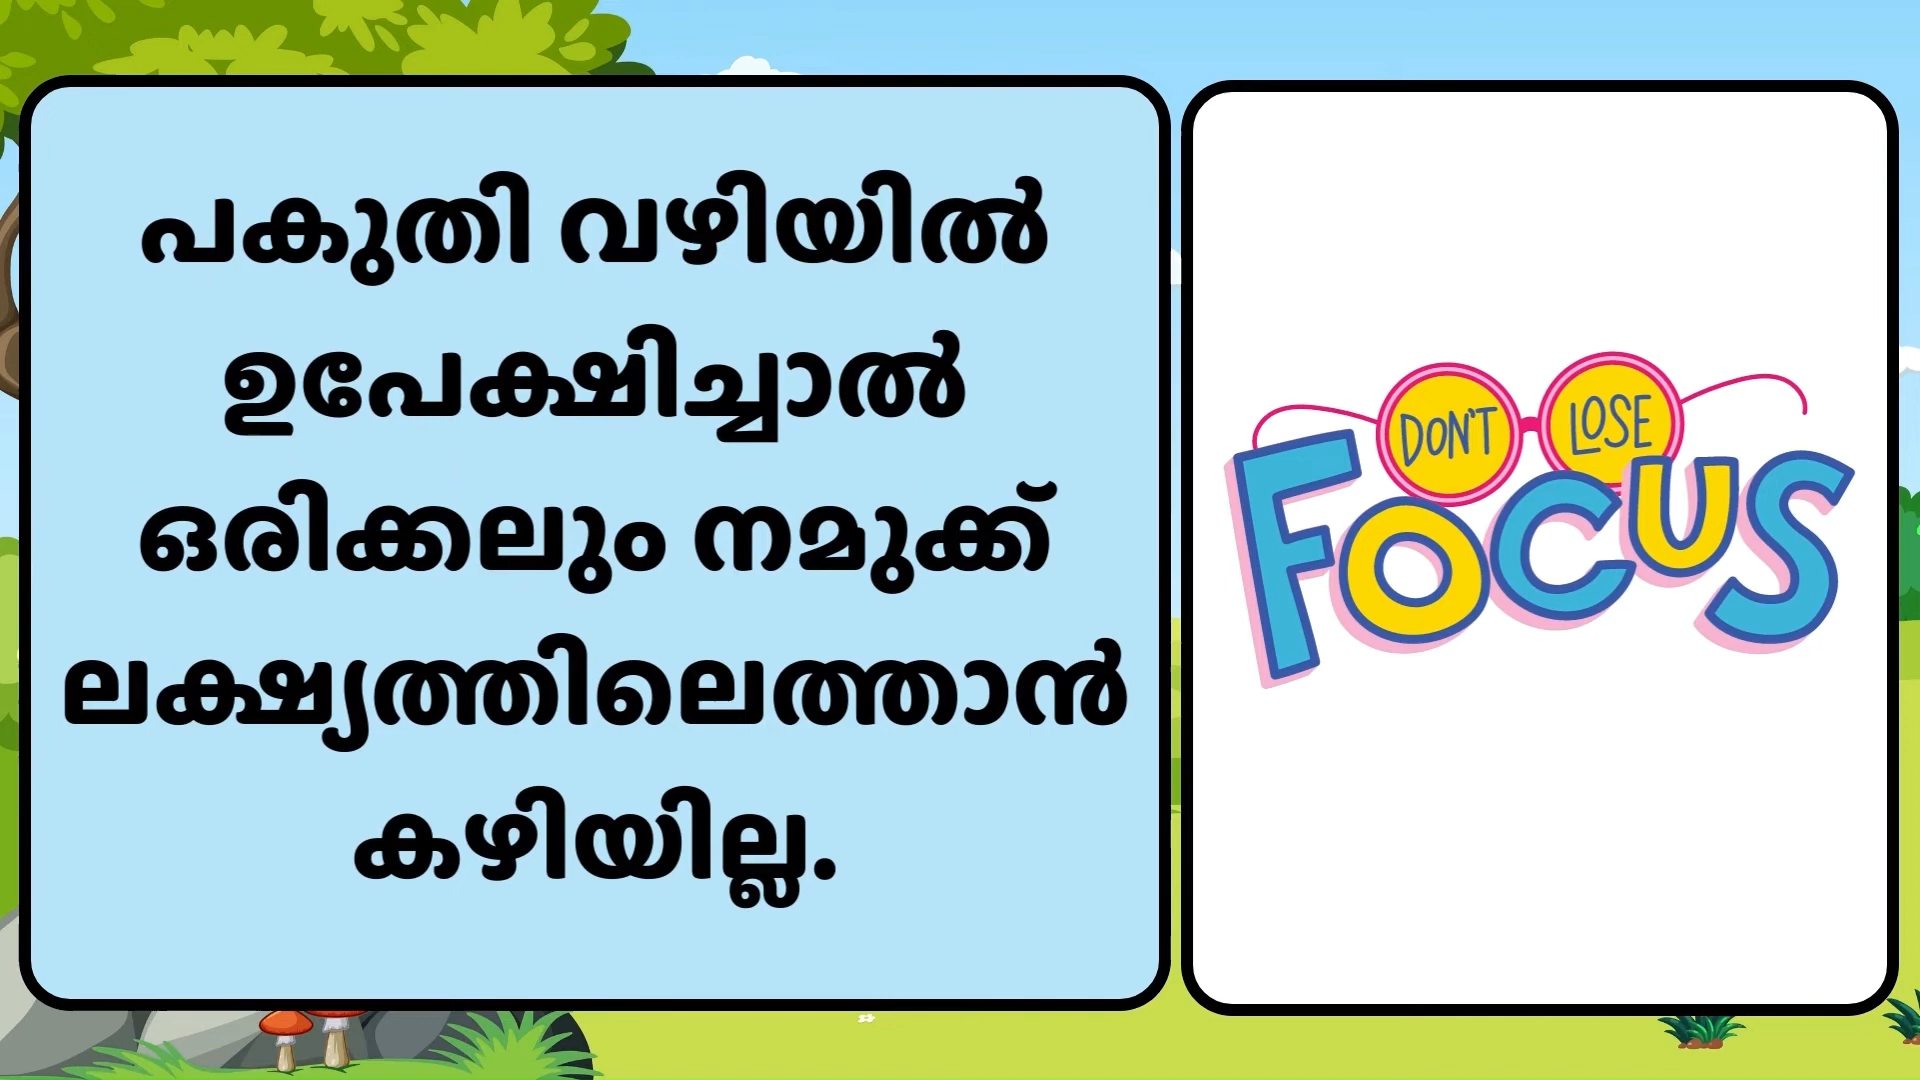 പകുതി വഴിയിൽ
ഉപേക്ഷിച്ചാൽ
ഒരിക്കലും നമുക്ക്
ലക്ഷ്യത്തിലെത്താൻ
കഴിയില്ല.
DON'T LOSE
FOCUS